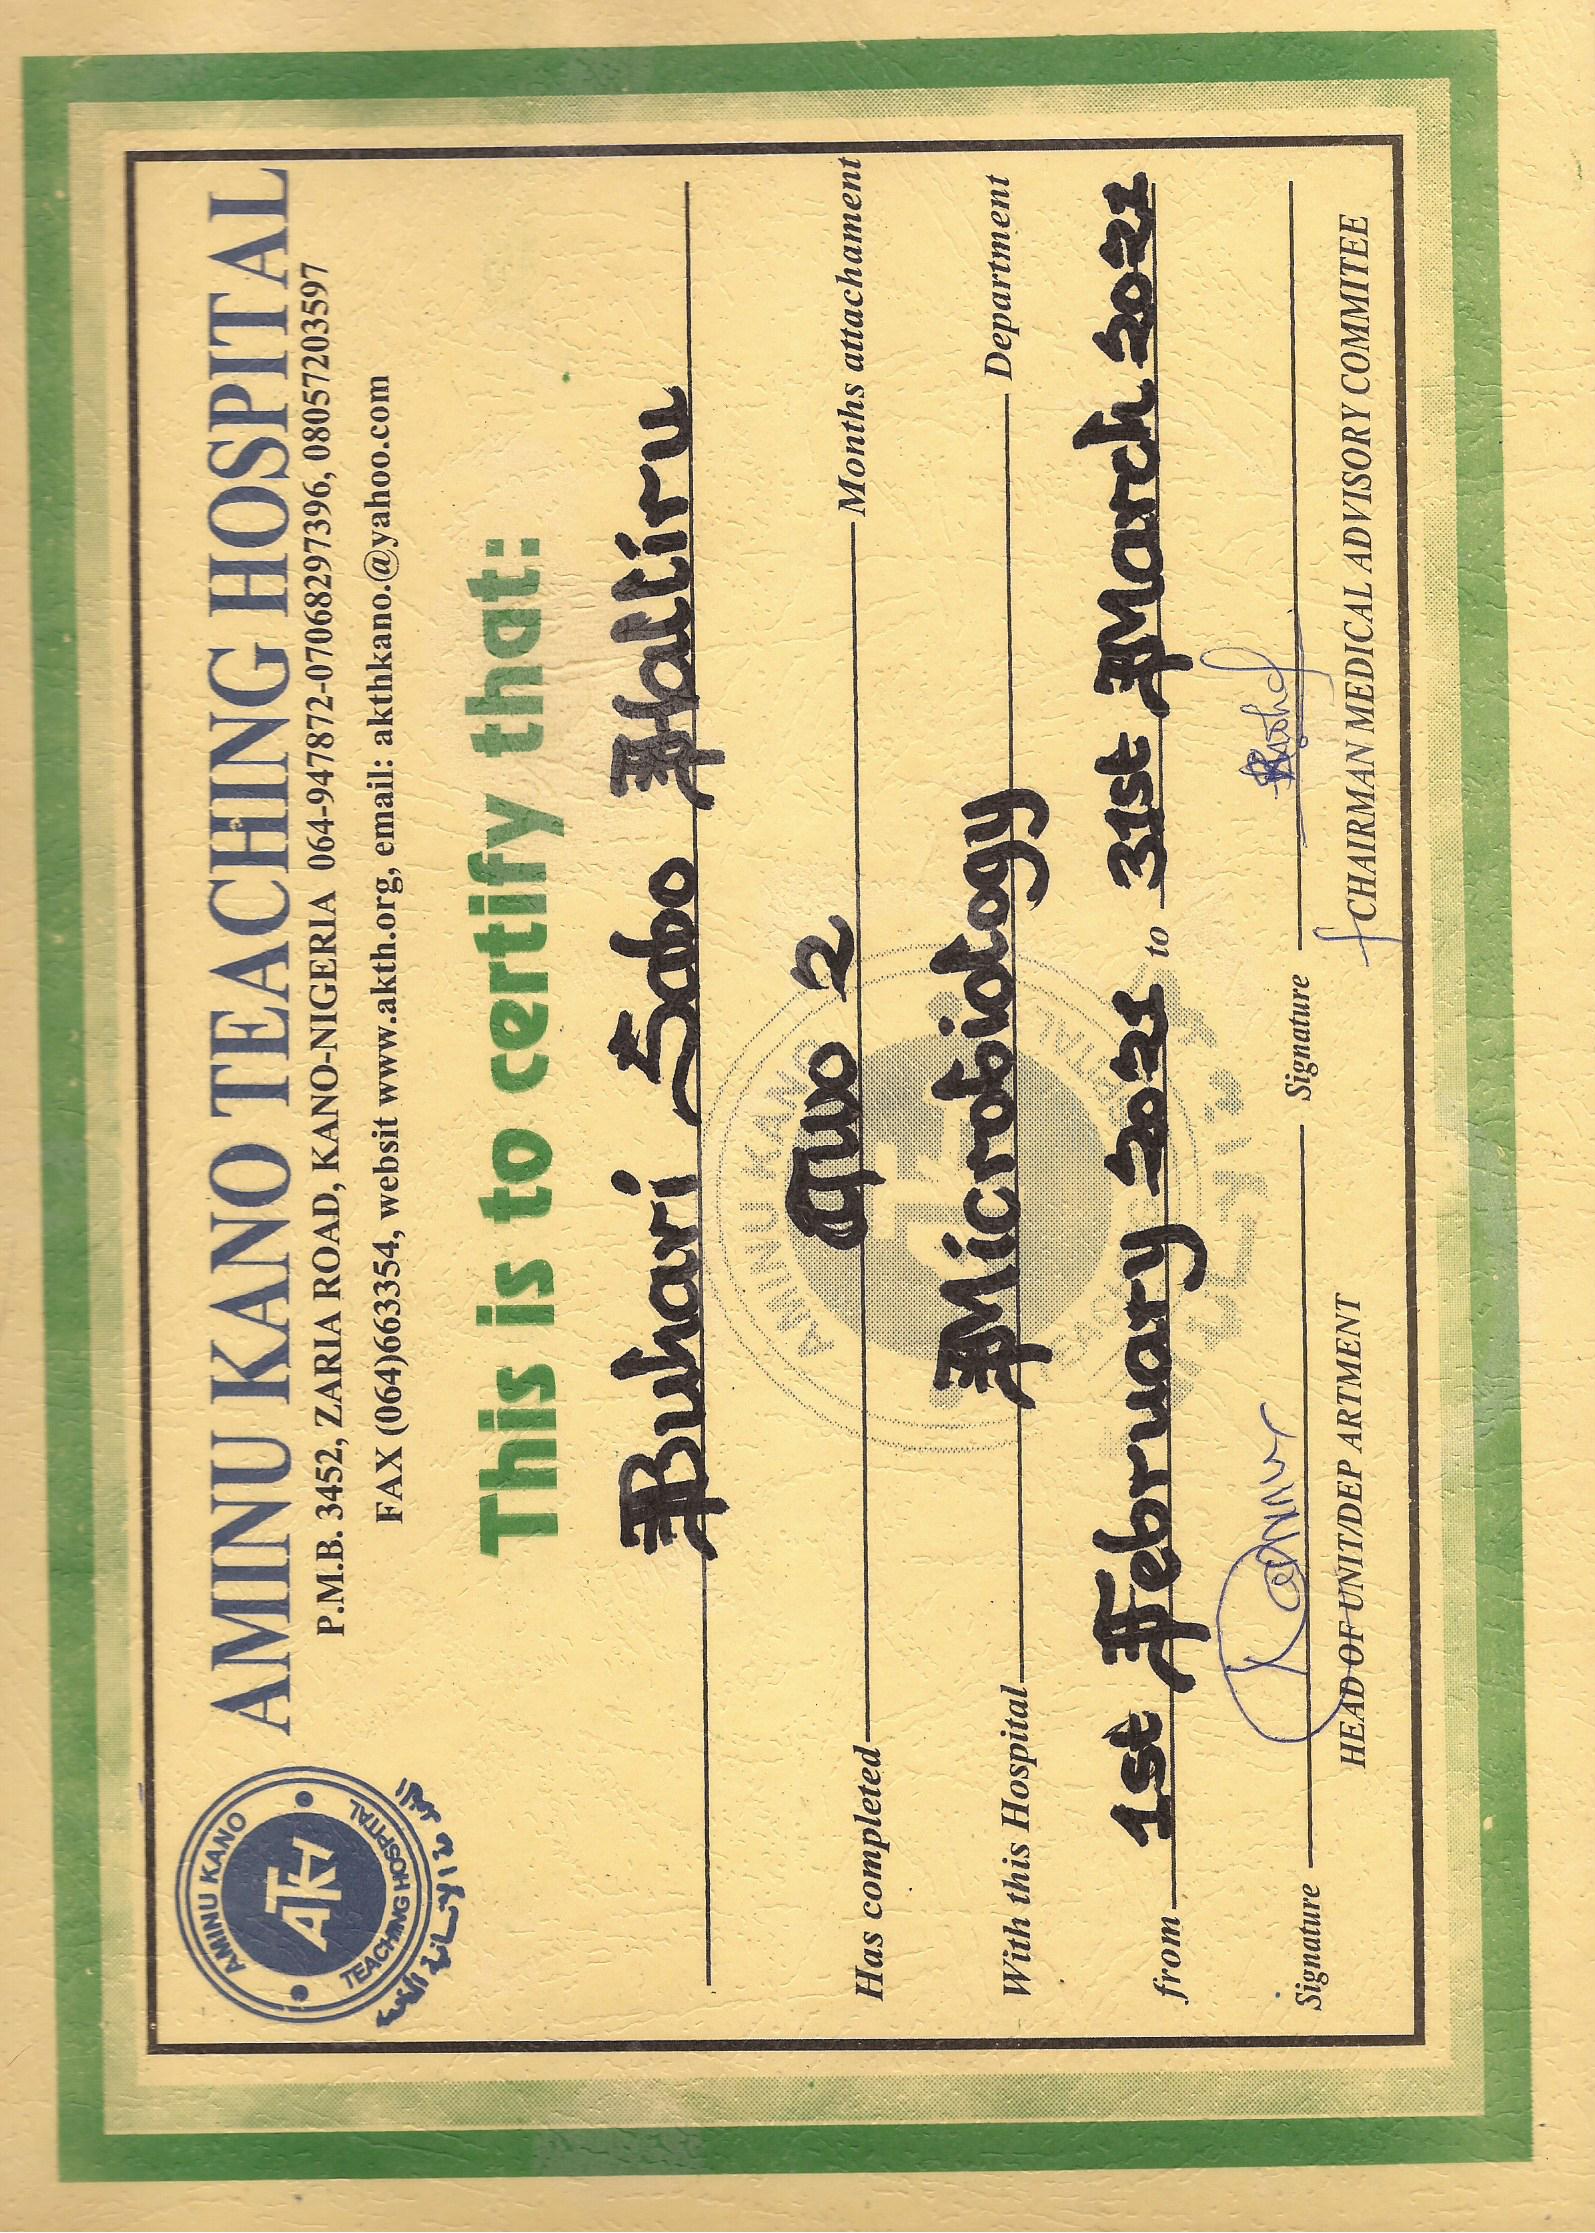 AMINU KANO TEACHING HOSPITAL
P.M.B. 3452, ZARIA ROAD, KANO-NIGERIA 064-947872-07068297396, 08057203597
FAX (064)663354, websit www.akth.org, email: akthkano.@yahoo.com
AMINU KANO
AKTH
TEACHING HOSPITAL
This is to certify that:
Buhari Sabo Haliru
Has completed Two 2 Months attachament
With this Hospital Microbiology Department
from 1st February 2021 to 31st March 2021
Signature Signature
HEAD OF UNIT/DEP ARTMENT f CHAIRMAN MEDICAL ADVISORY COMMITEE
AMINU KANO